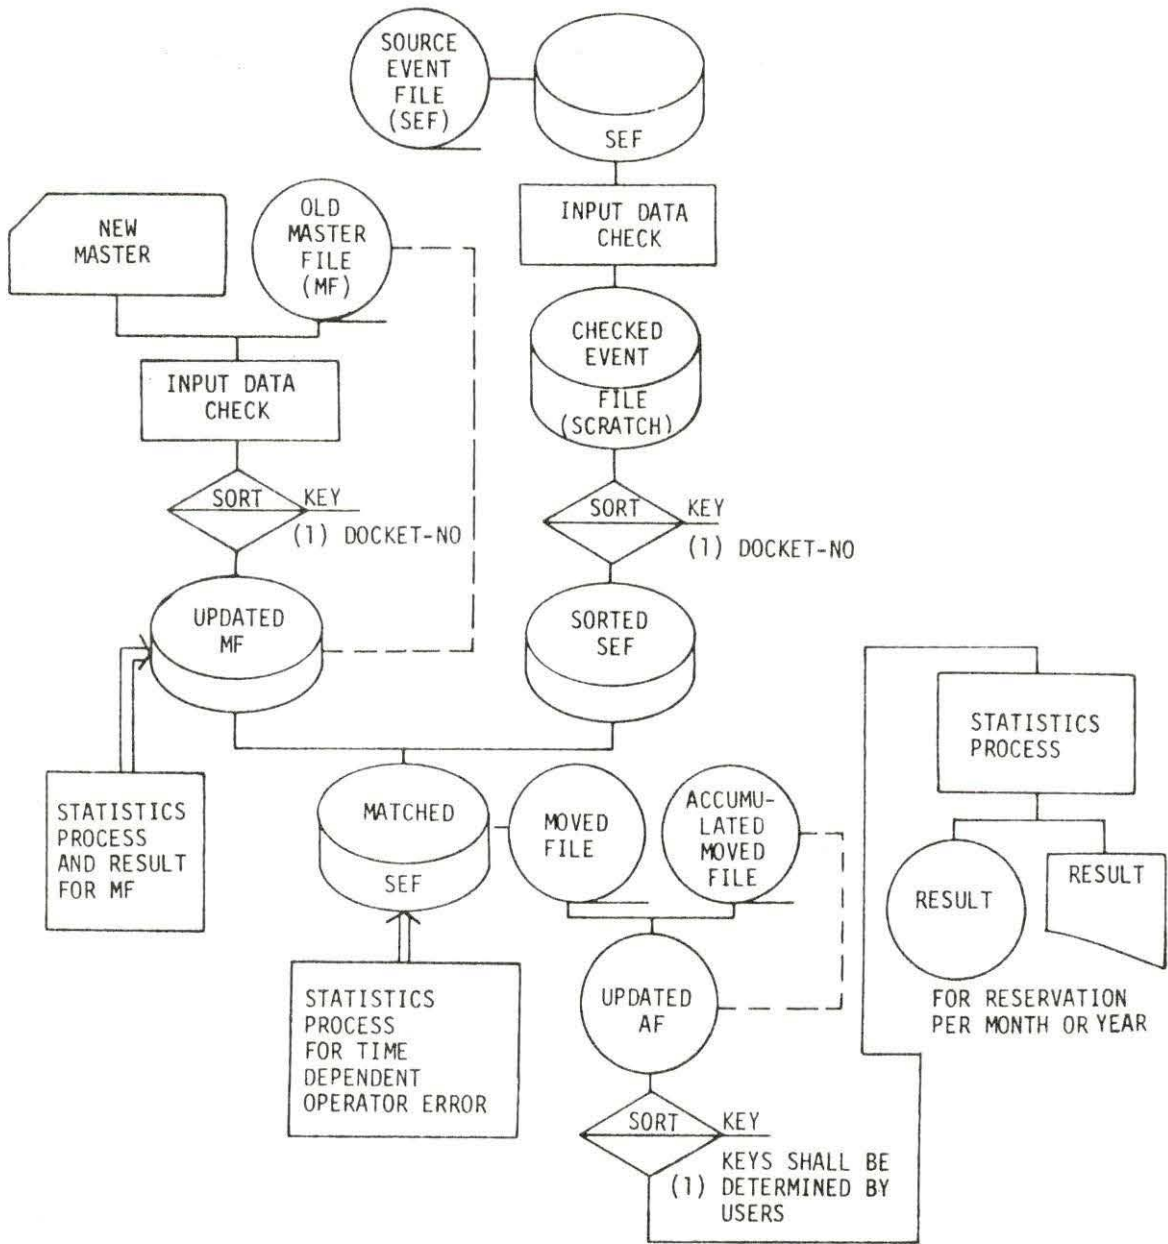 SOURCE
EVENT
FILE
(SEF)
SEF
INPUT DATA
CHECK
NEW
MASTER
OLD
MASTER
FILE
(MF)
CHECKED
EVENT
FILE
(SCRATCH)
INPUT DATA
CHECK
SORT
KEY
(1) DOCKET-NO
SORT
KEY
(1) DOCKET-NO
UPDATED
MF
SORTED
SEF
STATISTICS
PROCESS
AND RESULT
FOR MF
MATCHED
SEF
MOVED
FILE
ACCUMU-
LATED
MOVED
FILE
STATISTICS
PROCESS
RESULT
RESULT
FOR RESERVATION
PER MONTH OR YEAR
STATISTICS
PROCESS
FOR TIME
DEPENDENT
OPERATOR ERROR
UPDATED
AF
SORT
KEY
KEYS SHALL BE
(1) DETERMINED BY
USERS